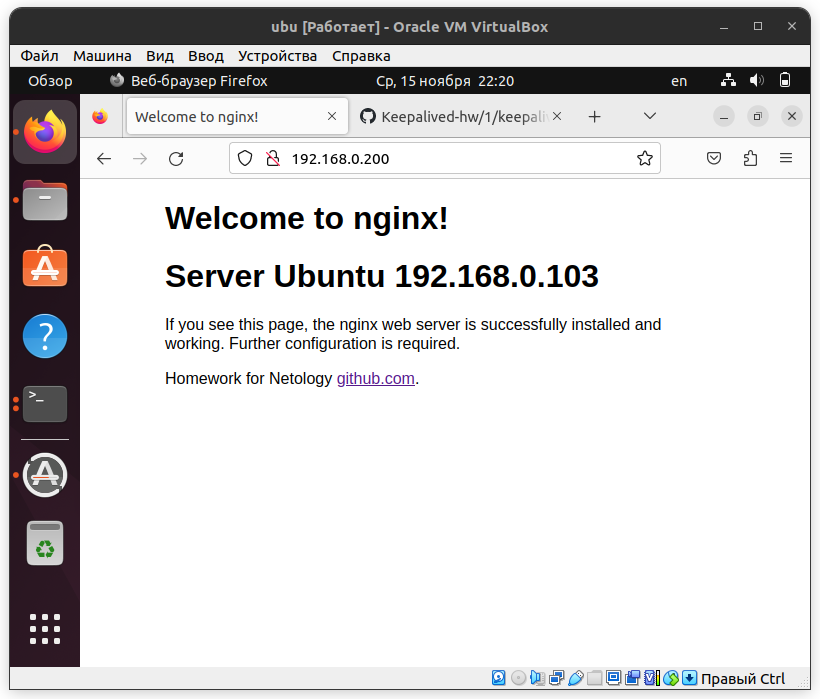 ubu [Работает] - Oracle VM VirtualBox
Файл Машина Вид Ввод Устройства Справка
Обзор Веб-браузер Firefox Ср, 15 ноября 22:20 en
Welcome to nginx! Keepalived-hw/1/keepali
192.168.0.200
Welcome to nginx!
Server Ubuntu 192.168.0.103
If you see this page, the nginx web server is successfully installed and
working. Further configuration is required.
Homework for Netology github.com.
Правый Ctrl